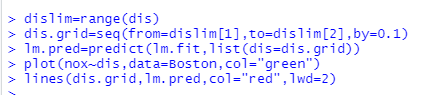 > dislim=range(dis)
> dis.grid=seq(from=dislim[1],to=dislim[2],by=0.1)
> lm.pred=predict(lm.fit,list(dis=dis.grid))
> plot(nox~dis,data=Boston,col="green")
> lines(dis.grid,lm.pred,col="red",lwd=2)
>